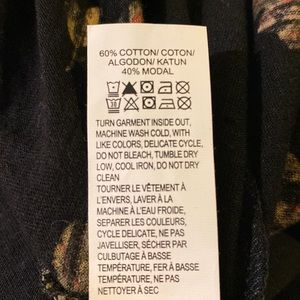 60% COTTON/ COTON/
ALGODON/ KATUN
40% MODAL
TURN GARMENT INSIDE OUT,
MACHINE WASH COLD, WITH
LIKE COLORS, DELICATE CYCLE,
DO NOT BLEACH, TUMBLE DRY
LOW, COOL IRON, DO NOT DRY
CLEAN
TOURNER LE VÊTEMENT À
L'ENVERS, LAVER À LA
MACHINE À L'EAU FROIDE,
SEPARER LES COULEURS,
CYCLE DELICATE, NE PAS
JAVELLISER, SÉCHER PAR
CULBUTAGE À BASSE
TEMPÉRATURE, FER À BASSE
TEMPÉRATURE, NE PAS
NETTOYER À SEC